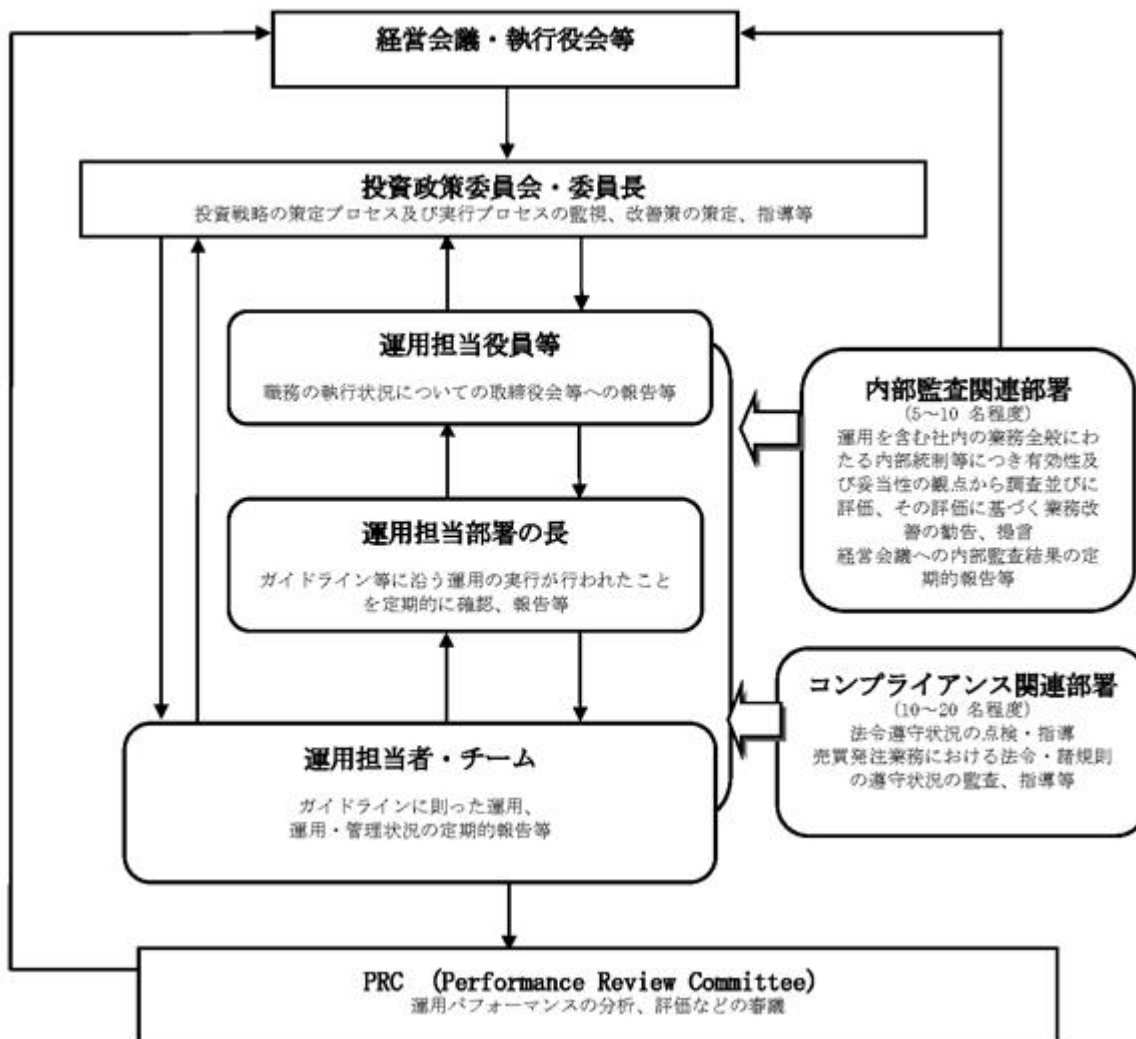 経営会議・執行役会等
投資政策委員会・委員長
投資戦略の策定プロセス及び実行プロセスの監視、改善策の策定、指導等
運用担当役員等
職務の執行状況についての取締役会等への報告等
内部監査関連部署
(5～10 名程度)
運用を含む社内の業務全般にわ
たる内部統制等につき有効性及
び妥当性の観点から調査並びに
評価、その評価に基づく業務改
善の勧告、提言
経営会議への内部監査結果の定
期的報告等
運用担当部署の長
ガイドライン等に沿う運用の実行が行われたこと
を定期的に確認、報告等
コンプライアンス関連部署
(10～20 名程度)
法令遵守状況の点検・指導
売買発注業務における法令・諸規則
の遵守状況の監査、指導等
運用担当者・チーム
ガイドラインに則った運用、
運用・管理状況の定期的報告等
PRC (Performance Review Committee)
運用パフォーマンスの分析、評価などの審議